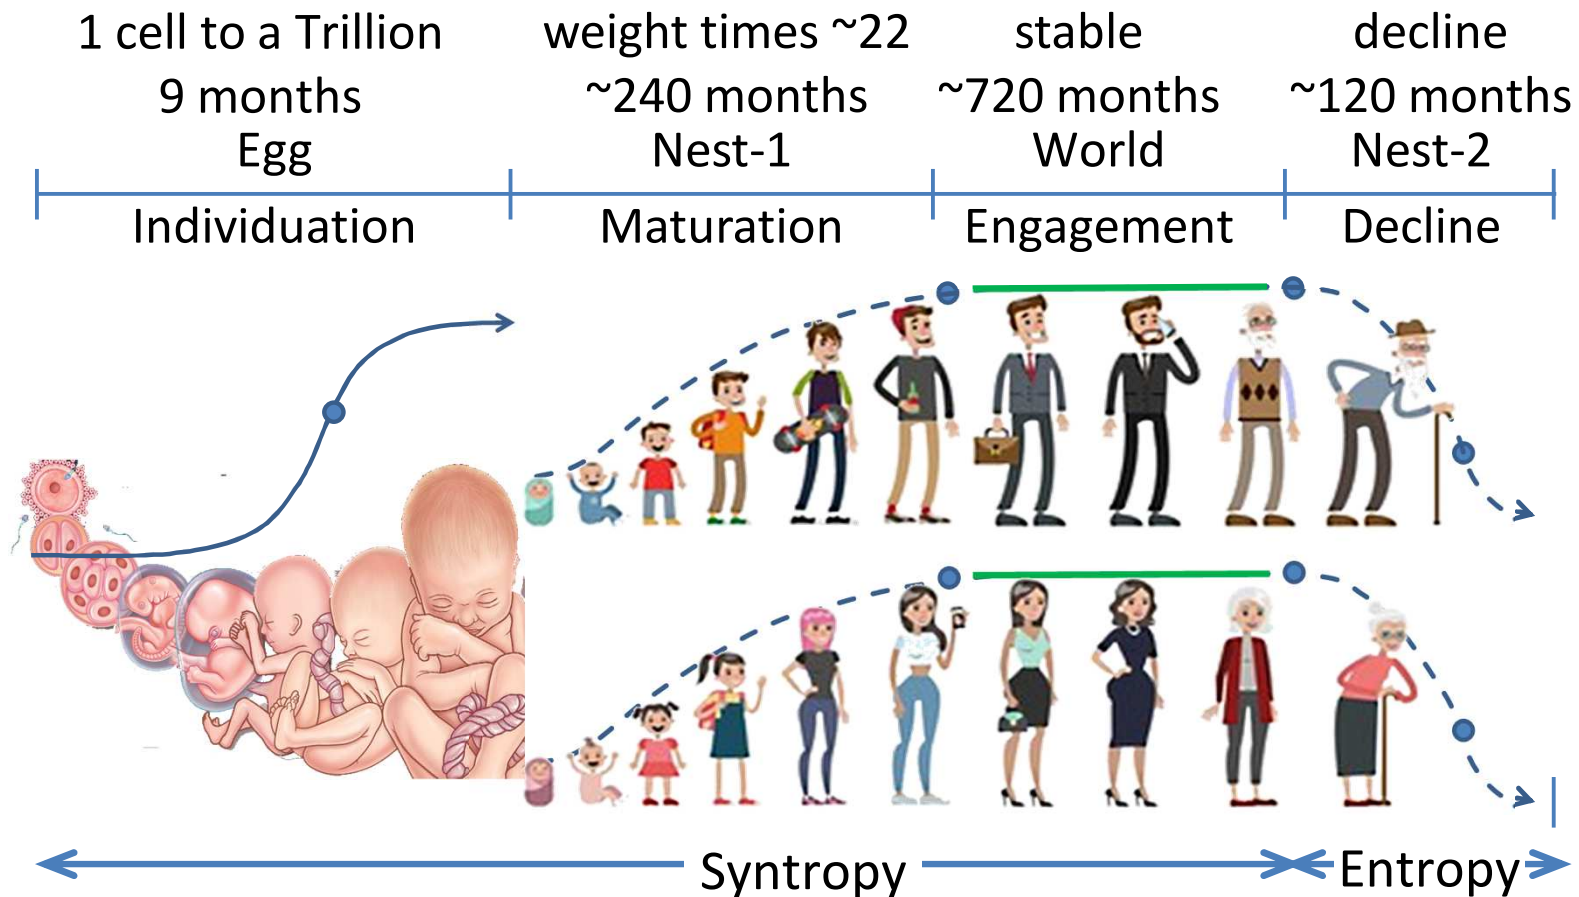 1 cell to a Trillion
9 months
Egg
weight times ~22
~240 months
Nest-1
stable
~720 months
World
decline
~120 months
Nest-2
Individuation
Maturation
Engagement
Decline
Syntropy
Entropy